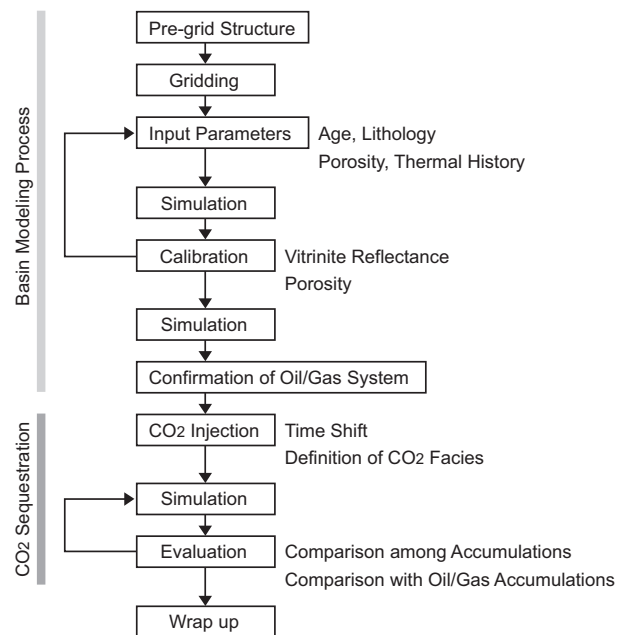 Basin Modeling Process
Pre-grid Structure
Gridding
Input Parameters
Age, Lithology
Porosity, Thermal History
Simulation
Calibration
Vitrinite Reflectance
Porosity
Simulation
Confirmation of Oil/Gas System
CO2 Sequestration
CO2 Injection
Time Shift
Definition of CO2 Facies
Simulation
Evaluation
Comparison among Accumulations
Comparison with Oil/Gas Accumulations
Wrap up